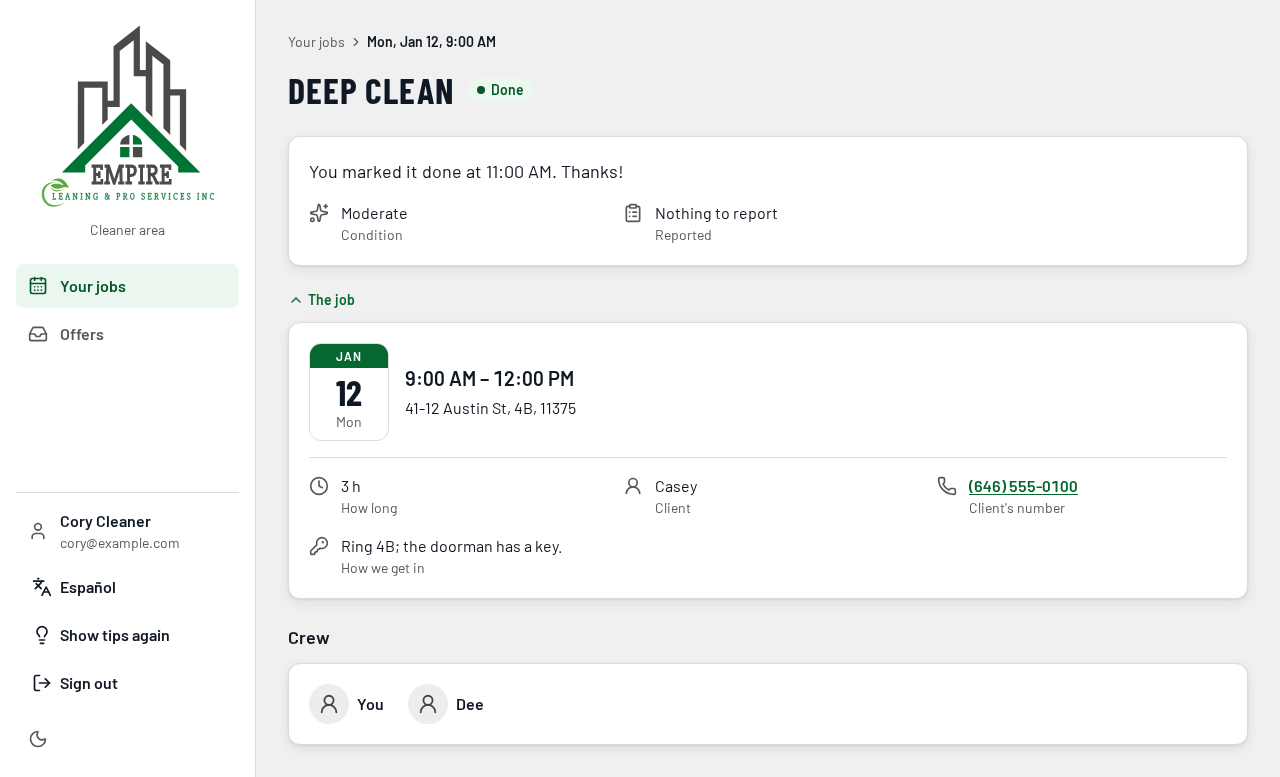 EMPIRE
LEANING & PRO SERVICES INC
Cleaner area
Your jobs
Offers
Cory Cleaner
cory@example.com
Español
Show tips again
Sign out
Your jobs > Mon, Jan 12, 9:00 AM
DEEP CLEAN
Done
You marked it done at 11:00 AM. Thanks!
Moderate
Condition
Nothing to report
Reported
The job
JAN
12
Mon
9:00 AM – 12:00 PM
41-12 Austin St, 4B, 11375
3 h
How long
Casey
Client
(646) 555-0100
Client's number
Ring 4B; the doorman has a key.
How we get in
Crew
You
Dee